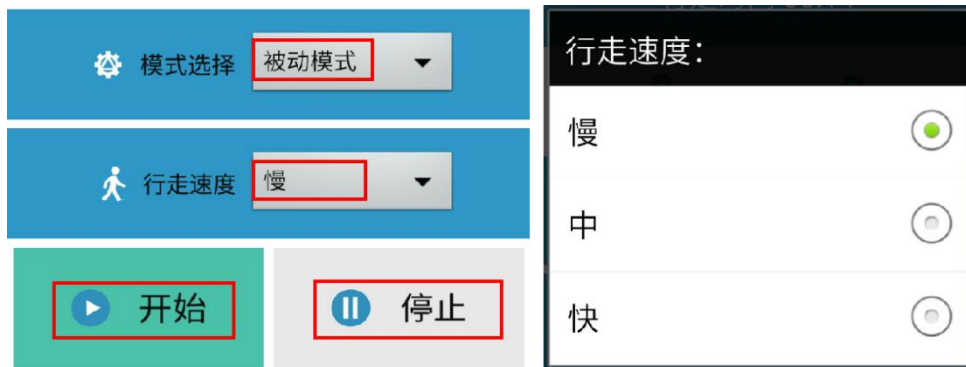 模式选择 被动模式
行走速度 慢
开始 停止
行走速度：
慢
中
快